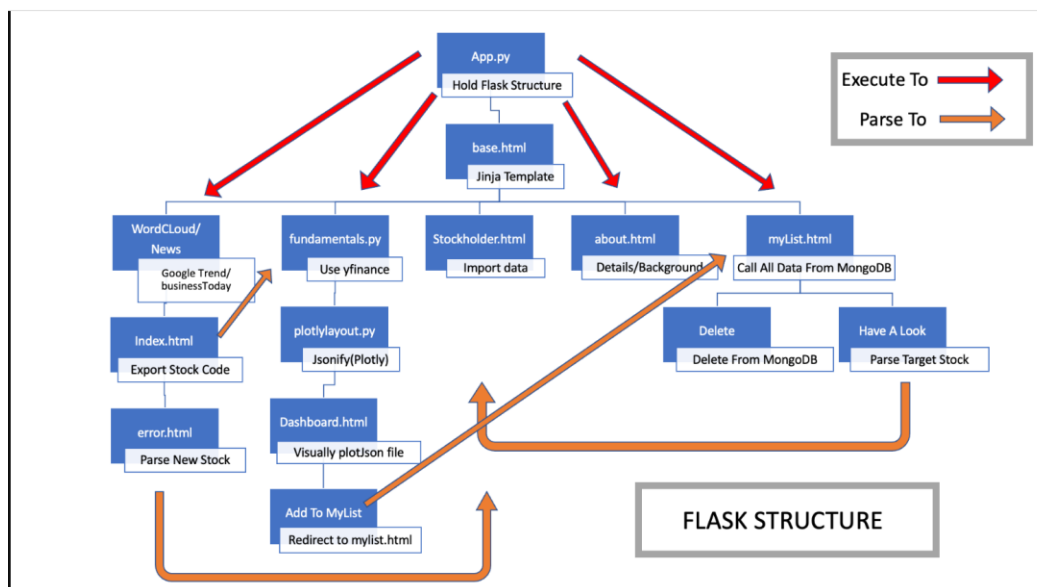 App.py
Hold Flask Structure
Execute To
Parse To
base.html
Jinja Template
WordCLoud/
News
Google Trend/
businessToday
fundamentals.py
Use yfinance
Stockholder.html
Import data
about.html
Details/Background
myList.html
Call All Data From MongoDB
Index.html
Export Stock Code
plotlylayout.py
Jsonify(Plotly)
Delete
Delete From MongoDB
Have A Look
Parse Target Stock
error.html
Parse New Stock
Dashboard.html
Visually plotJson file
Add To MyList
Redirect to mylist.html
FLASK STRUCTURE